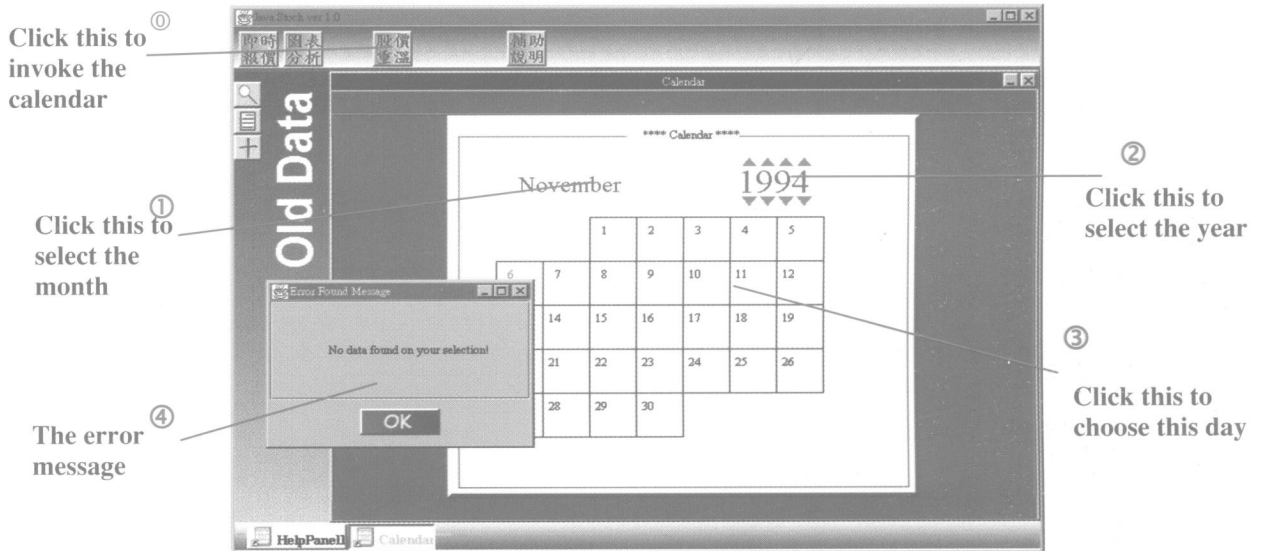 Java Stock ver 1.0
⓪
Click this to
invoke the
calendar
即時
報價
圖表
分析
股價
重溫
補助
說明
Calendar
Old Data
**** Calendar ****
November
1994
1 2 3 4 5
6 7 8 9 10 11 12
14 15 16 17 18 19
21 22 23 24 25 26
28 29 30
①
Click this to
select the
month
②
Click this to
select the year
③
Click this to
choose this day
Error Found Message
No data found on your selection!
OK
④
The error
message
HelpPanelI
Calendar